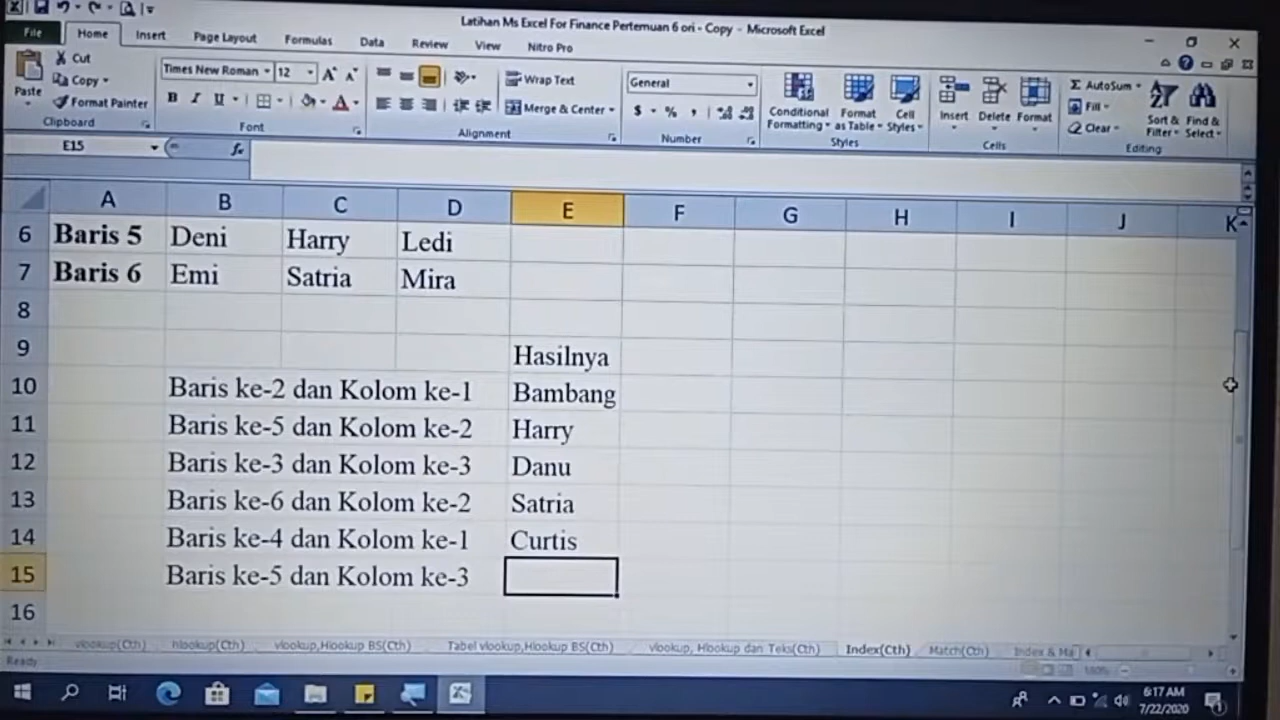 Latihan Ms Excel For Finance Pertemuan 6 ori - Copy - Microsoft Excel
File Home Insert Page Layout Formulas Data Review View Nitro Pro
Paste Cut Copy Format Painter Clipboard
Times New Roman 12 B I U A A A Font
Wrap Text Merge & Center Alignment
General $ % , Number
Conditional Formatting Format as Table Cell Styles Styles
Insert Delete Format Cells
Σ AutoSum Fill Clear Sort & Filter Find & Select Editing
E15 fx
A B C D E F G H I J K
6 Baris 5 Deni Harry Ledi
7 Baris 6 Emi Satria Mira
8
9 Hasilnya
10 Baris ke-2 dan Kolom ke-1 Bambang
11 Baris ke-5 dan Kolom ke-2 Harry
12 Baris ke-3 dan Kolom ke-3 Danu
13 Baris ke-6 dan Kolom ke-2 Satria
14 Baris ke-4 dan Kolom ke-1 Curtis
15 Baris ke-5 dan Kolom ke-3
16
vlookup(Cth) hlookup(Cth) vlookup,Hlookup BS(Cth) Tabel vlookup,Hlookup BS(Cth) vlookup, Hlookup dan Teks(Cth) Index(Cth) Match(Cth) Index & Ma
Ready
6:17 AM
7/22/2020